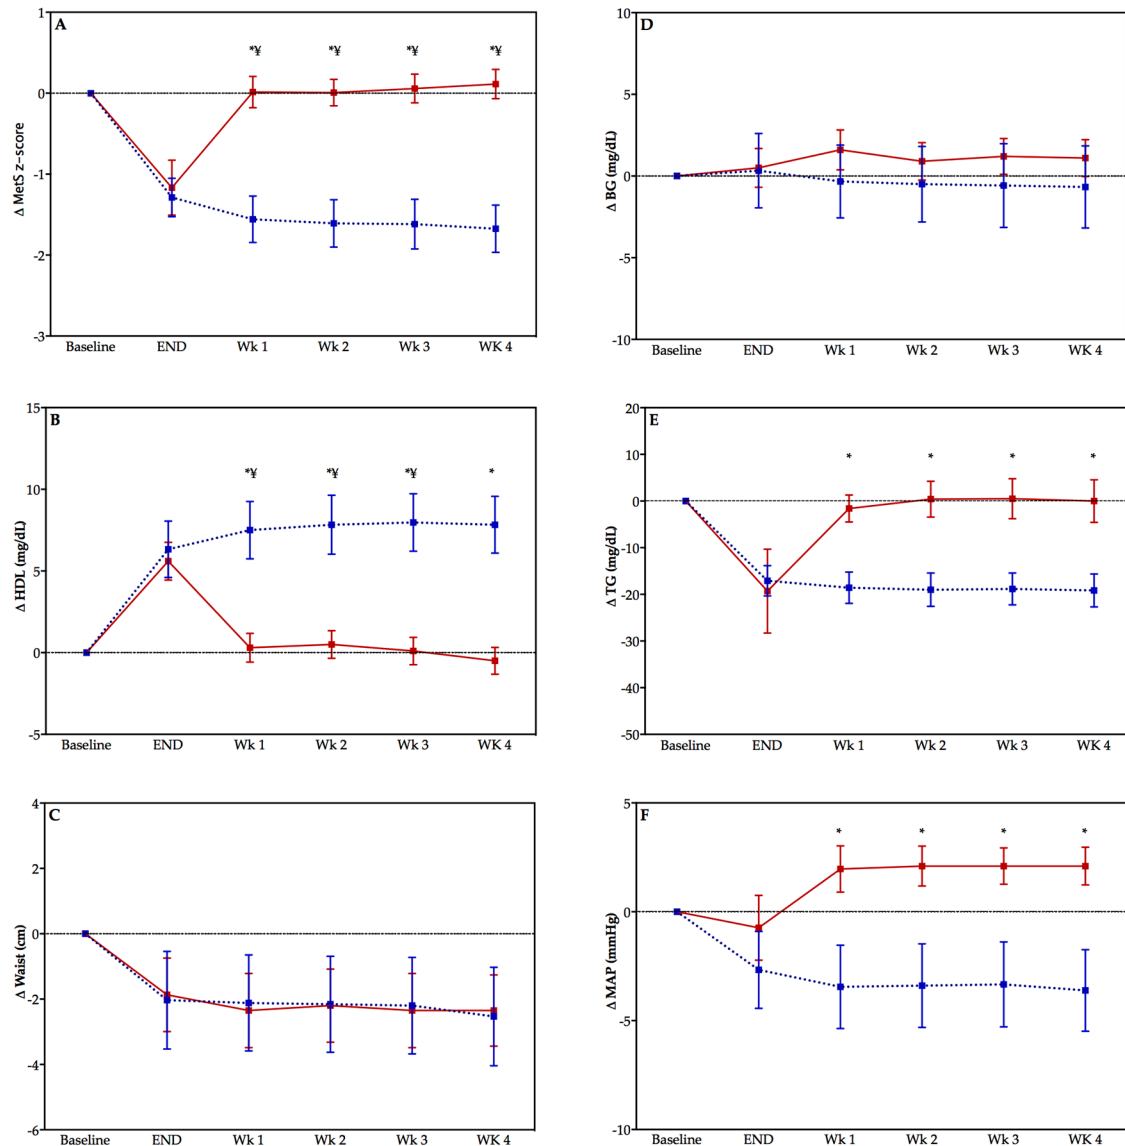 A
Δ MetS z-score
1
0
-1
-2
-3
*¥ *¥ *¥ *¥
Baseline END Wk 1 Wk 2 Wk 3 WK 4
D
Δ BG (mg/dL)
10
5
0
-5
-10
Baseline END Wk 1 Wk 2 Wk 3 WK 4
B
Δ HDL (mg/dL)
15
10
5
0
-5
*¥ *¥ *¥ *
Baseline END Wk 1 Wk 2 Wk 3 WK 4
E
Δ TG (mg/dL)
20
10
0
-10
-20
-30
-40
-50
* * * *
Baseline END Wk 1 Wk 2 Wk 3 WK 4
C
Δ Waist (cm)
4
2
0
-2
-4
-6
Baseline END Wk 1 Wk 2 Wk 3 WK 4
F
Δ MAP (mmHg)
5
0
-5
-10
* * * *
Baseline END Wk 1 Wk 2 Wk 3 WK 4